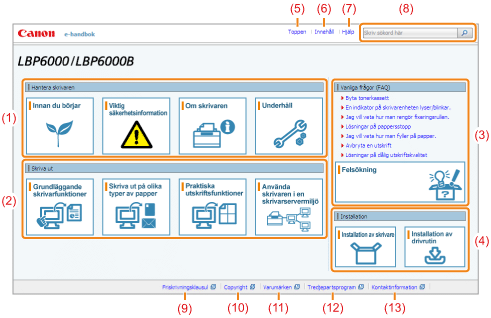 (5) (6) (7) (8)
Canon e-handbok
Toppen Innehåll Hjälp Skriv sökord här
LBP6000/LBP6000B
Hantera skrivaren
(1)
Innan du börjar
Viktig säkerhetsinformation
Om skrivaren
Underhåll
Skriva ut
(2)
Grundläggande skrivarfunktioner
Skriva ut på olika typer av papper
Praktiska utskriftsfunktioner
Använda skrivaren i en skrivarservermiljö
Vanliga frågor (FAQ)
(3)
Byta tonerkassett
En indikator på skrivarenheten lyser/blinkar.
Jag vill veta hur man rengör fixeringsrullen.
Lösningar på pappersstopp
Jag vill veta hur man fyller på papper.
Avbryta en utskrift
Lösningar på dålig utskriftskvalitet
Felsökning
Installation
(4)
Installation av skrivare
Installation av drivrutin
Friskrivningsklausul Copyright Varumärken Tredjepartsprogram Kontaktinformation
(9) (10) (11) (12) (13)